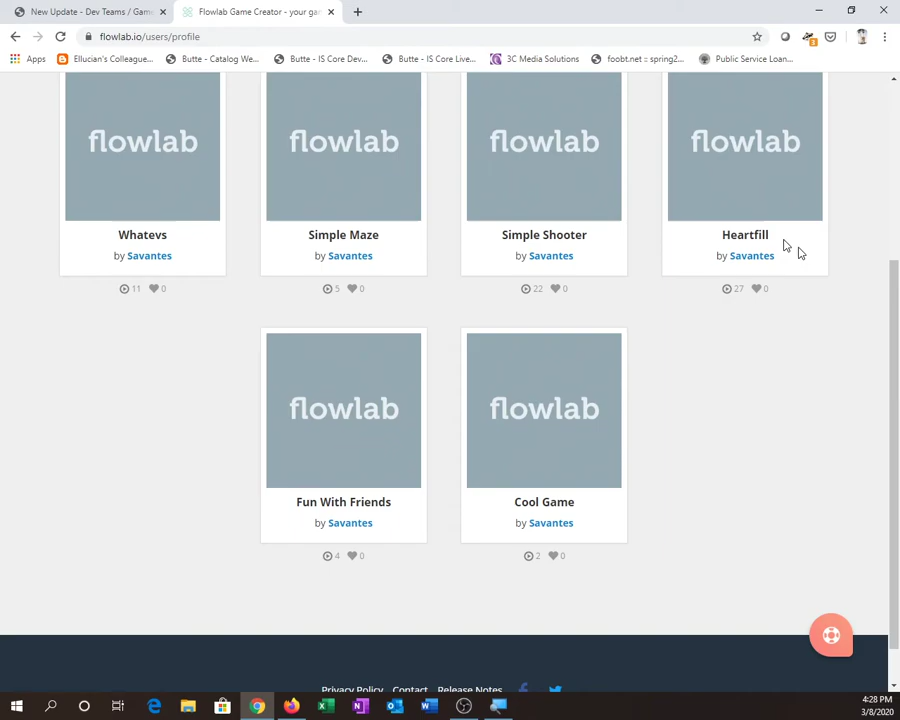 New Update - Dev Teams / Game
Flowlab Game Creator - your gam
flowlab.io/users/profile
3
Apps
Ellucian's Colleague...
Butte - Catalog We...
Butte - IS Core Dev...
Butte - IS Core Live...
3C Media Solutions
foobt.net :: spring2...
Public Service Loan...
flowlab
flowlab
flowlab
flowlab
Whatevs
Simple Maze
Simple Shooter
Heartfill
by Savantes
by Savantes
by Savantes
by Savantes
11 0
5 0
22 0
27 0
flowlab
flowlab
Fun With Friends
Cool Game
by Savantes
by Savantes
4 0
2 0
Privacy Policy Contact Release Notes
4:28 PM
3/8/2020